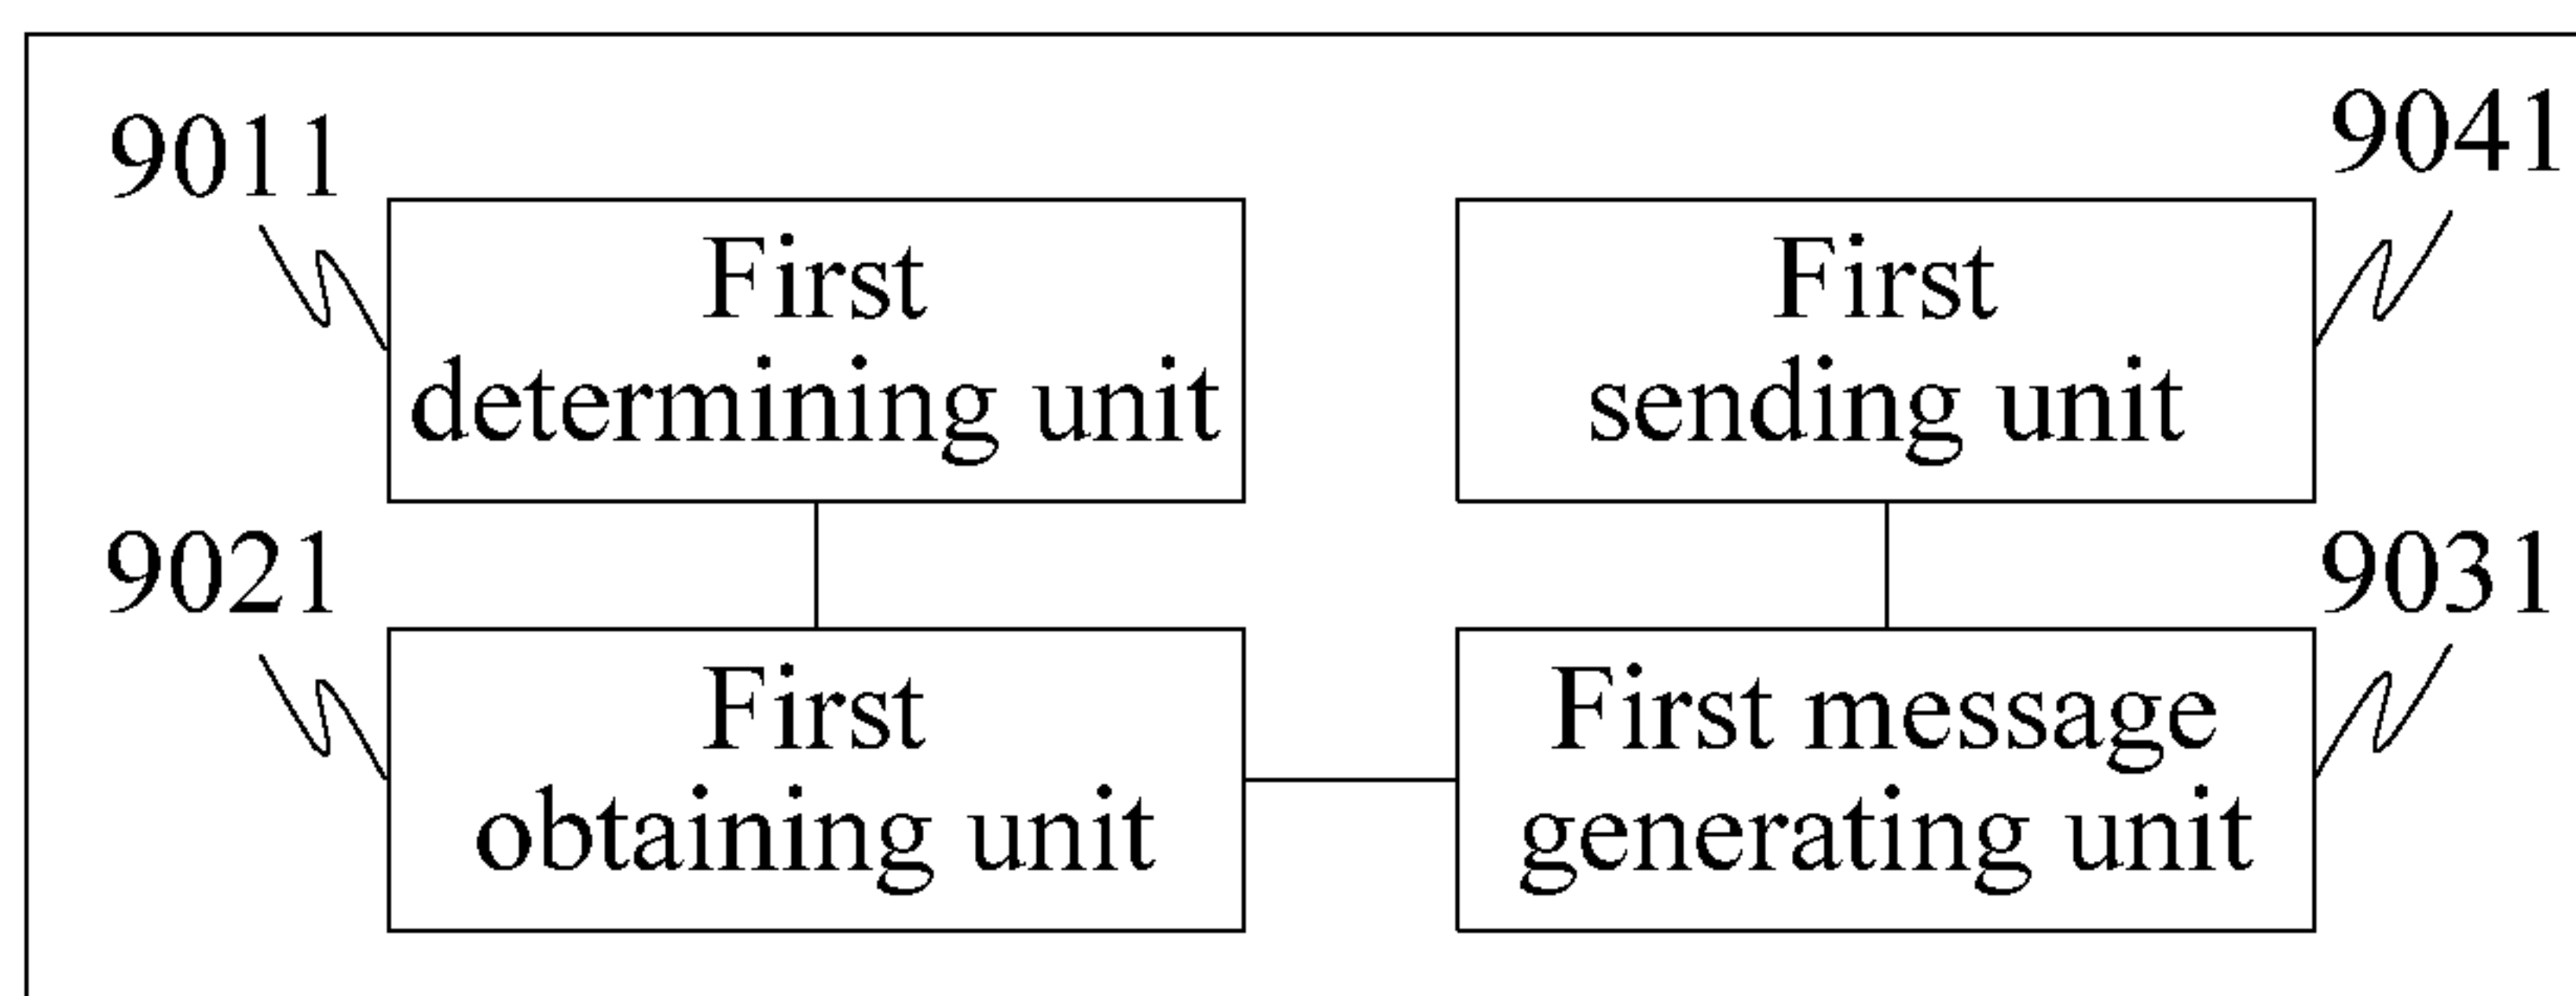 9011
First
determining unit
First
sending unit
9041
9021
First
obtaining unit
First message
generating unit
9031